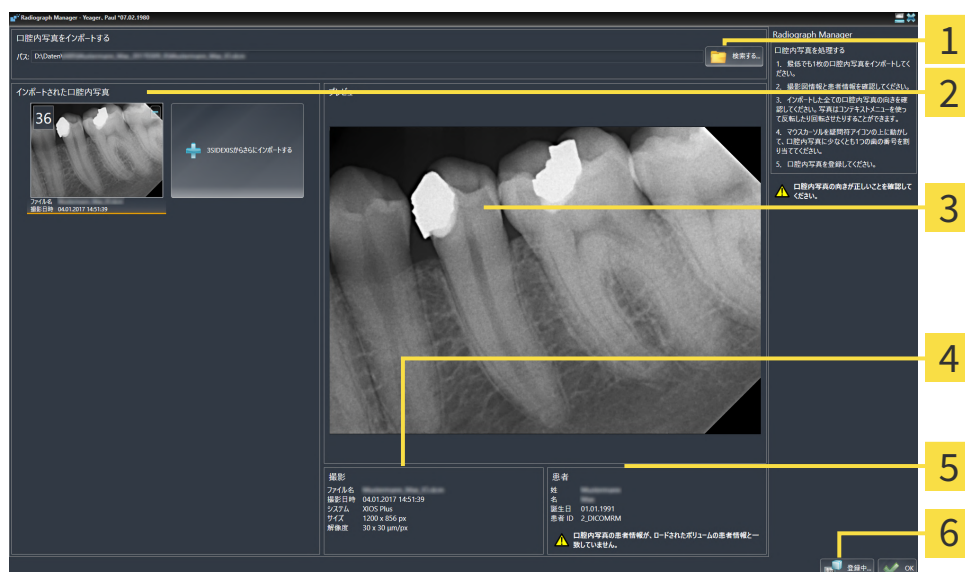 Radiograph Manager - Yeager, Paul *07.02.1980
口腔内写真をインポートする
パス: D:\Daten\
検索する...
1
インポートされた口腔内写真
2
36
3SIDEXISからさらにインポートする
ファイル名
撮影日時 04.01.2017 14:51:39
プレビュー
3
Radiograph Manager
口腔内写真を処理する
1. 最低でも1枚の口腔内写真をインポートしてく
ださい。
2. 撮影図情報と患者情報を確認してください。
3. インポートした全ての口腔内写真の向きを確
認してください。写真はコンテキストメニューを使っ
て反転したり回転させたりすることができます。
4. マウスカーソルを疑問符アイコンの上に動かし
て、口腔内写真に少なくとも1つの歯の番号を割
り当ててください。
5. 口腔内写真を登録してください。
口腔内写真の向きが正しいことを確認して
ください。
4
撮影
ファイル名
撮影日時 04.01.2017 14:51:39
システム XIOS Plus
サイズ 1200 x 856 px
解像度 30 x 30 µm/px
5
患者
姓
名
誕生日 01.01.1991
患者 ID 2_DICOMRM
口腔内写真の患者情報が、ロードされたボリュームの患者情報と一
致していません。
6
登録中...
OK